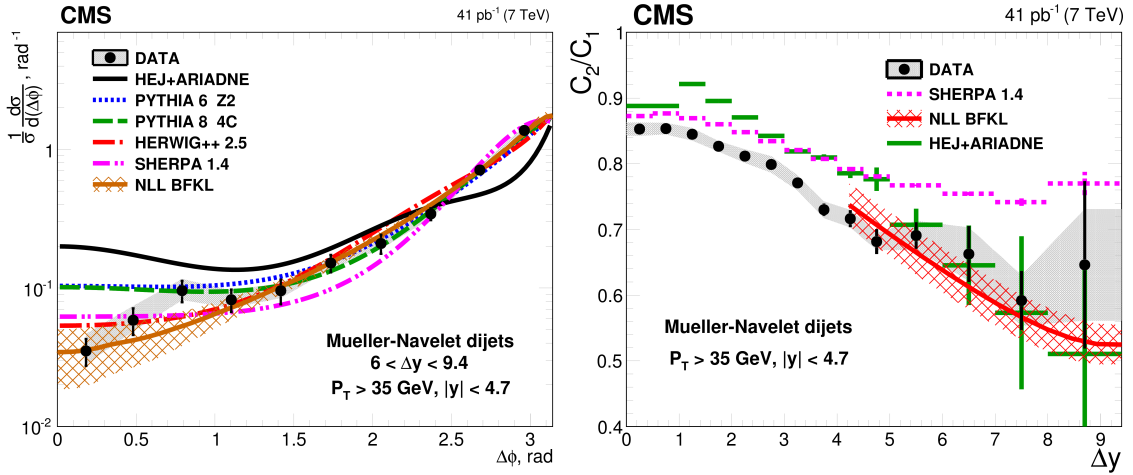 CMS
41 pb⁻¹ (7 TeV)
1/σ dσ/d(Δϕ) , rad⁻¹
DATA
HEJ+ARIADNE
PYTHIA 6 Z2
PYTHIA 8 4C
HERWIG++ 2.5
SHERPA 1.4
NLL BFKL
1
10⁻¹
10⁻²
Mueller-Navelet dijets
6 < Δy < 9.4
P_T > 35 GeV, |y| < 4.7
0 0.5 1 1.5 2 2.5 3
Δϕ, rad
CMS
41 pb⁻¹ (7 TeV)
C₂/C₁
DATA
SHERPA 1.4
NLL BFKL
HEJ+ARIADNE
1
0.9
0.8
0.7
0.6
0.5
0.4
Mueller-Navelet dijets
P_T > 35 GeV, |y| < 4.7
0 1 2 3 4 5 6 7 8 9
Δy